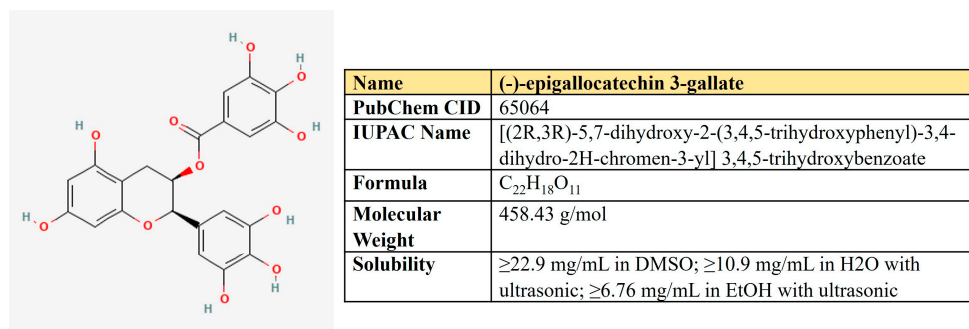 H
O
H
O
O
H
O
H
O
O
O
H
H
O
O
O
H
O
H
H
Name (-)-epigallocatechin 3-gallate
PubChem CID 65064
IUPAC Name [(2R,3R)-5,7-dihydroxy-2-(3,4,5-trihydroxyphenyl)-3,4-
dihydro-2H-chromen-3-yl] 3,4,5-trihydroxybenzoate
Formula C₂₂H₁₈O₁₁
Molecular 458.43 g/mol
Weight
Solubility ≥22.9 mg/mL in DMSO; ≥10.9 mg/mL in H2O with
ultrasonic; ≥6.76 mg/mL in EtOH with ultrasonic